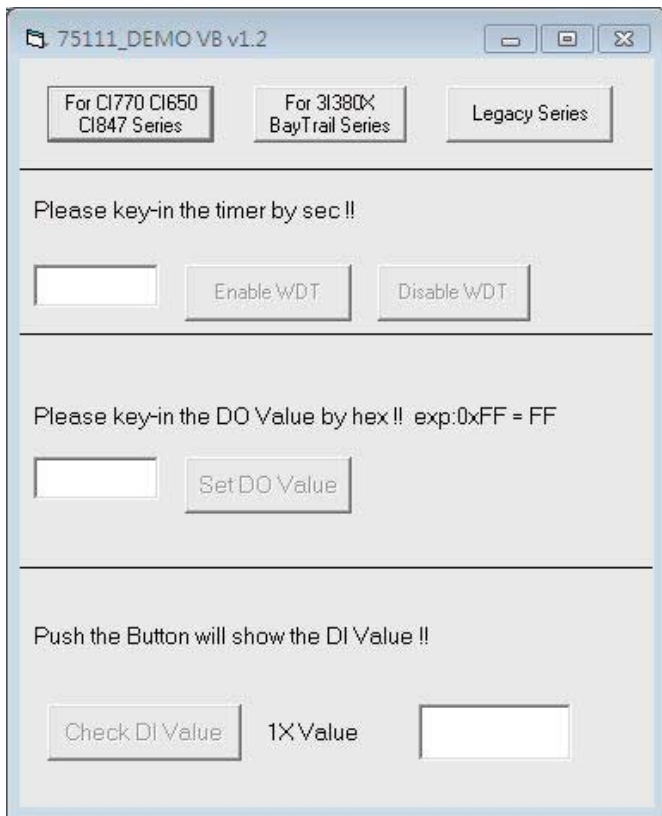 75111_DEMO VB v1.2
For CI770 CI650
CI847 Series
For 3I380X
BayTrail Series
Legacy Series
Please key-in the timer by sec !!
Enable WDT
Disable WDT
Please key-in the DO Value by hex !!  exp:0xFF = FF
Set DO Value
Push the Button will show the DI Value !!
Check DI Value
1X Value